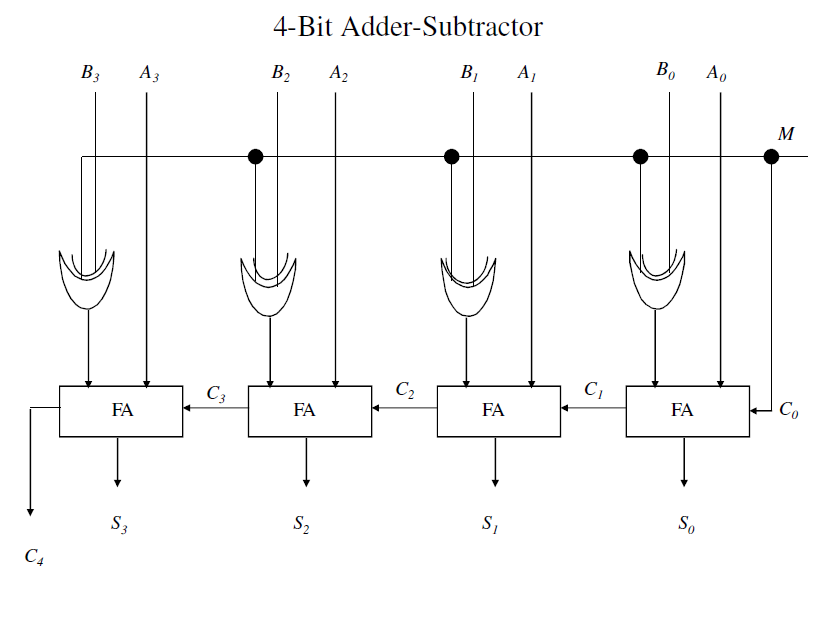 4-Bit Adder-Subtractor
B3 A3 B2 A2 B1 A1 B0 A0
M
C3 C2 C1
FA FA FA FA C0
S3 S2 S1 S0
C4